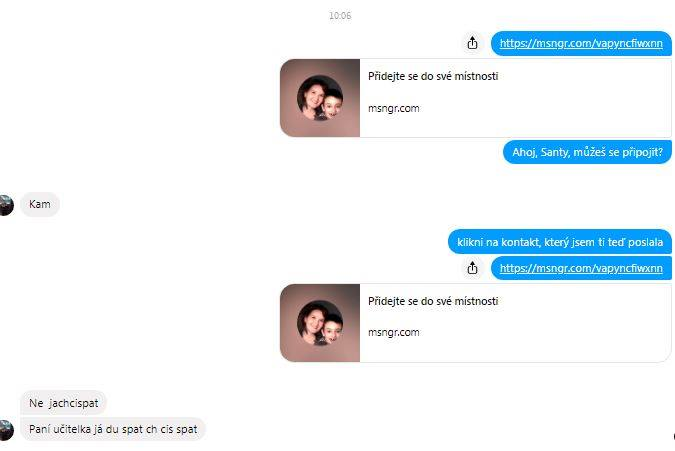 10:06
https://msngr.com/vapyncfiwxnn
Přidejte se do své místnosti
msngr.com
Ahoj, Santy, můžeš se připojit?
Kam
klikni na kontakt, který jsem ti teď poslala
https://msngr.com/vapyncfiwxnn
Přidejte se do své místnosti
msngr.com
Ne jachcispat
Paní učitelka já du spat ch cis spat